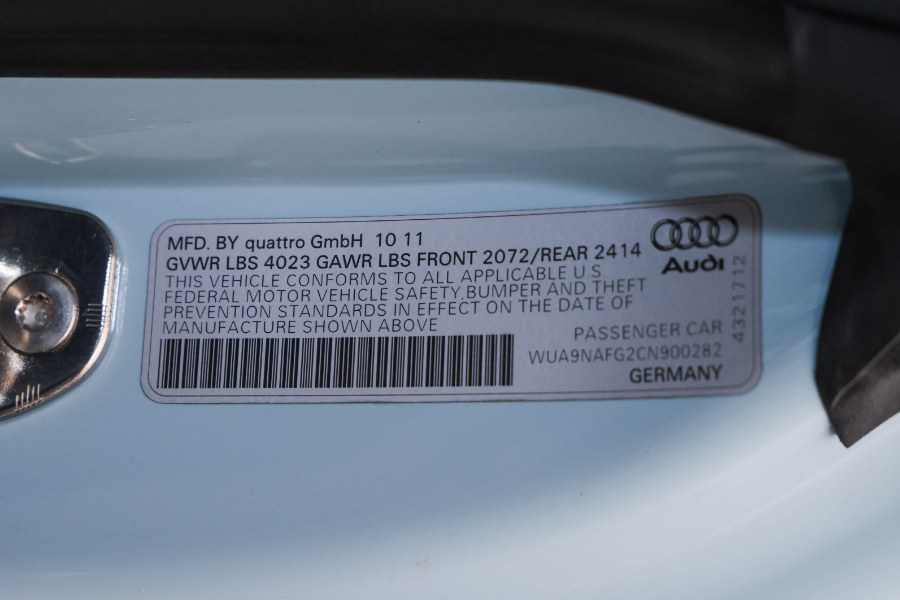 MFD. BY quattro GmbH 10 11
GVWR LBS 4023 GAWR LBS FRONT 2072/REAR 2414
THIS VEHICLE CONFORMS TO ALL APPLICABLE U S
FEDERAL MOTOR VEHICLE SAFETY,BUMPER AND THEFT
PREVENTION STANDARDS IN EFFECT ON THE DATE OF
MANUFACTURE SHOWN ABOVE
Audi
4321712
PASSENGER CAR
WUA9NAFG2CN900282
GERMANY